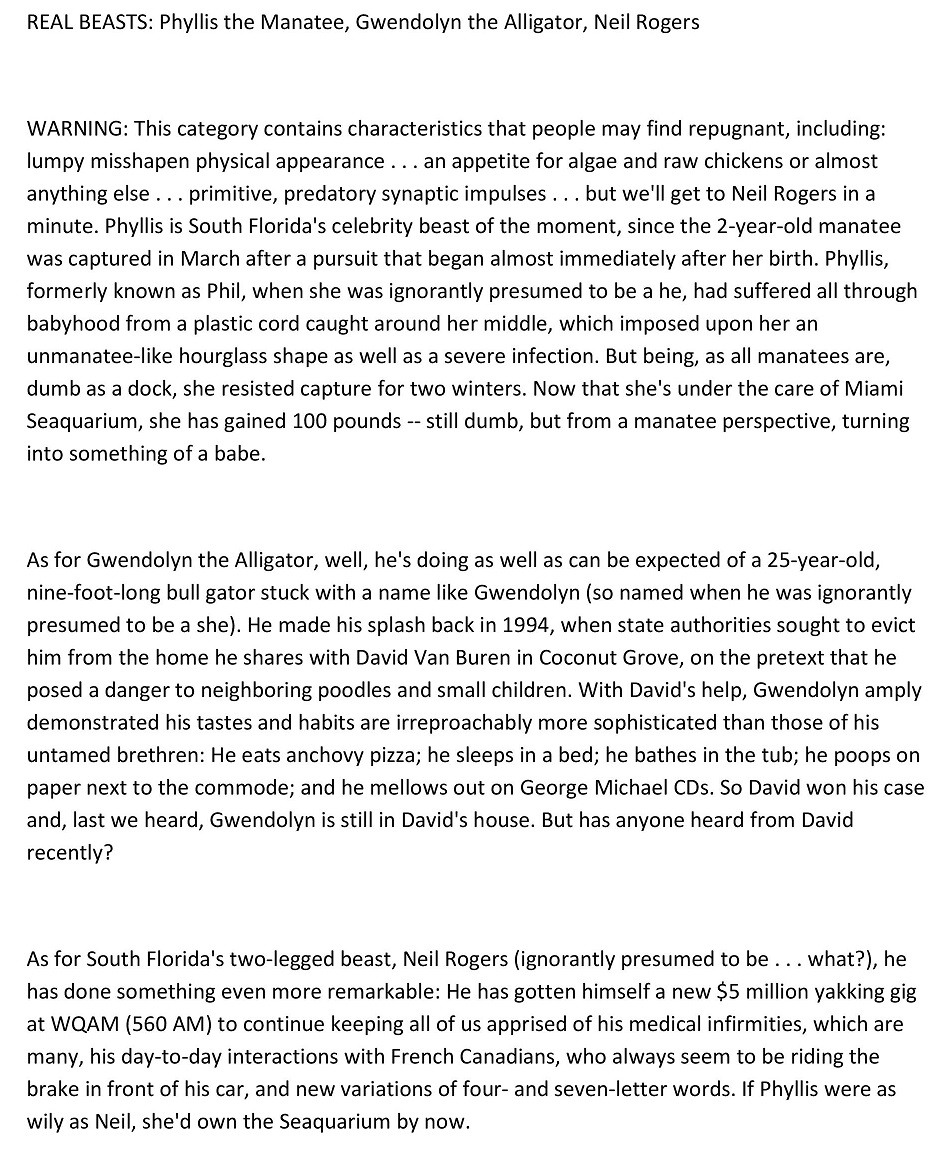 REAL BEASTS: Phyllis the Manatee, Gwendolyn the Alligator, Neil Rogers
WARNING: This category contains characteristics that people may find repugnant, including:
lumpy misshapen physical appearance . . . an appetite for algae and raw chickens or almost
anything else . . . primitive, predatory synaptic impulses . . . but we'll get to Neil Rogers in a
minute. Phyllis is South Florida's celebrity beast of the moment, since the 2-year-old manatee
was captured in March after a pursuit that began almost immediately after her birth. Phyllis,
formerly known as Phil, when she was ignorantly presumed to be a he, had suffered all through
babyhood from a plastic cord caught around her middle, which imposed upon her an
unmanatee-like hourglass shape as well as a severe infection. But being, as all manatees are,
dumb as a dock, she resisted capture for two winters. Now that she's under the care of Miami
Seaquarium, she has gained 100 pounds -- still dumb, but from a manatee perspective, turning
into something of a babe.
As for Gwendolyn the Alligator, well, he's doing as well as can be expected of a 25-year-old,
nine-foot-long bull gator stuck with a name like Gwendolyn (so named when he was ignorantly
presumed to be a she). He made his splash back in 1994, when state authorities sought to evict
him from the home he shares with David Van Buren in Coconut Grove, on the pretext that he
posed a danger to neighboring poodles and small children. With David's help, Gwendolyn amply
demonstrated his tastes and habits are irreproachably more sophisticated than those of his
untamed brethren: He eats anchovy pizza; he sleeps in a bed; he bathes in the tub; he poops on
paper next to the commode; and he mellows out on George Michael CDs. So David won his case
and, last we heard, Gwendolyn is still in David's house. But has anyone heard from David
recently?
As for South Florida's two-legged beast, Neil Rogers (ignorantly presumed to be . . . what?), he
has done something even more remarkable: He has gotten himself a new $5 million yakking gig
at WQAM (560 AM) to continue keeping all of us apprised of his medical infirmities, which are
many, his day-to-day interactions with French Canadians, who always seem to be riding the
brake in front of his car, and new variations of four- and seven-letter words. If Phyllis were as
wily as Neil, she'd own the Seaquarium by now.